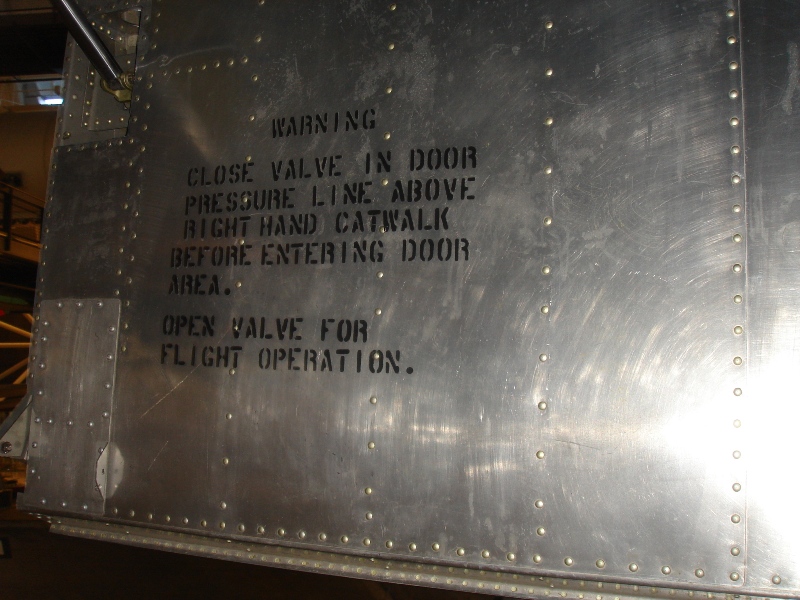 WARNING
CLOSE VALVE IN DOOR
PRESSURE LINE ABOVE
RIGHT HAND CATWALK
BEFORE ENTERING DOOR
AREA.
OPEN VALVE FOR
FLIGHT OPERATION.